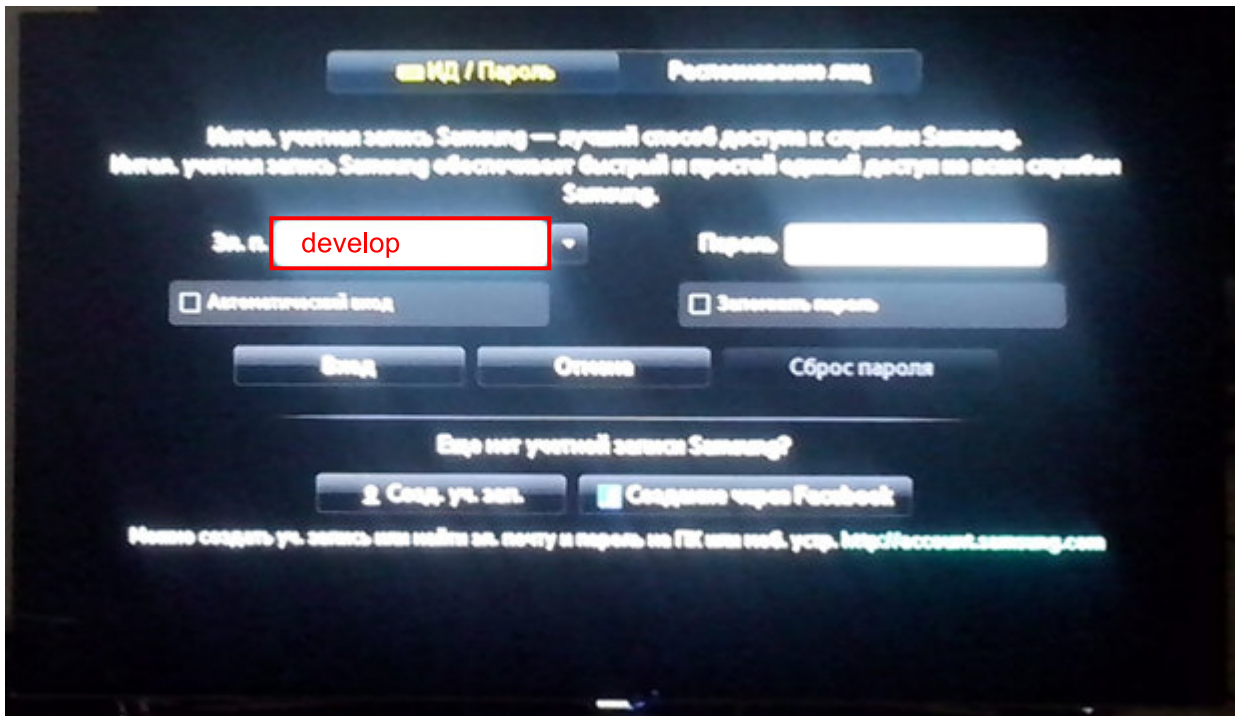 ИД / Пароль
Распознавание лиц
Интел. учетная запись Samsung — лучший способ доступа к службам Samsung.
Интел. учетная запись Samsung обеспечивает быстрый и простой единый доступ ко всем службам
Samsung.
Эл. п.
develop
Пароль
Автоматический вход
Запомнить пароль
Вход
Отмена
Сброс пароля
Еще нет учетной записи Samsung?
Созд. уч. зап.
Создание через Facebook
Можно создать уч. запись или найти эл. почту и пароль на ПК или моб. устр. http://account.samsung.com